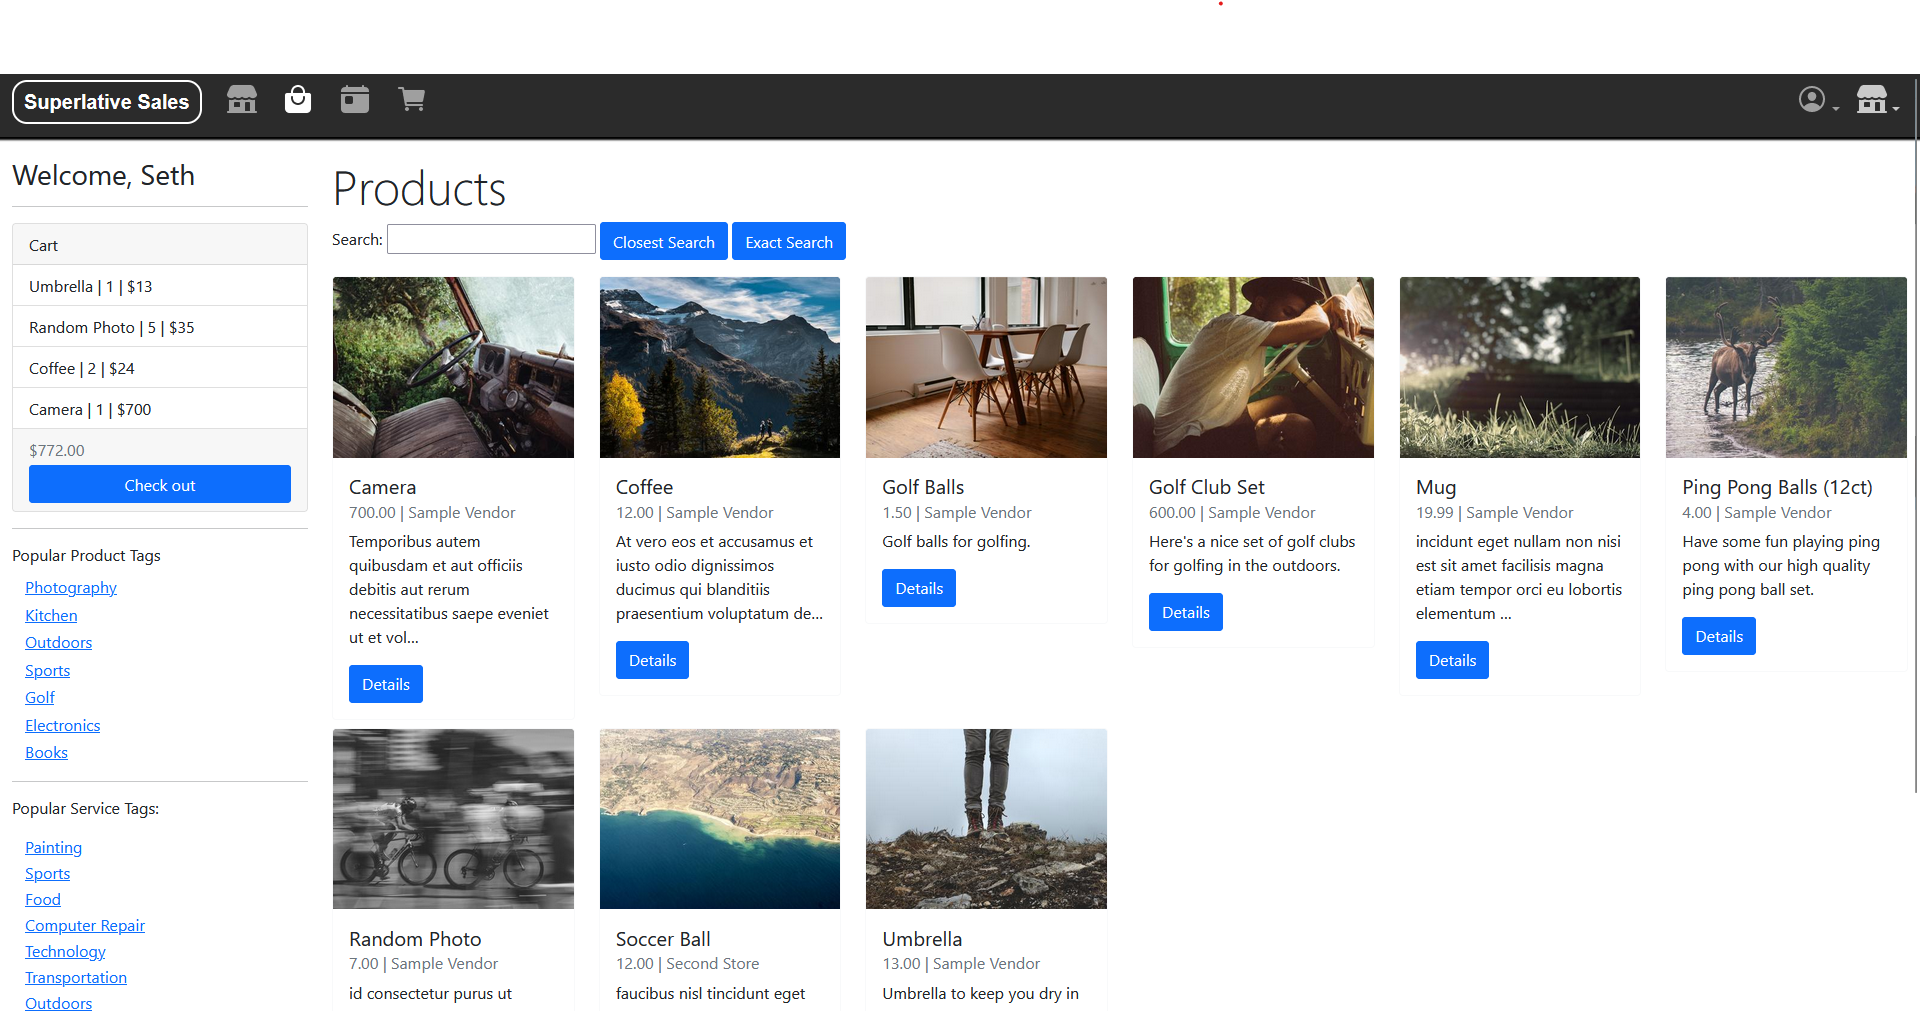 Superlative Sales
Welcome, Seth
Cart
Umbrella | 1 | $13
Random Photo | 5 | $35
Coffee | 2 | $24
Camera | 1 | $700
$772.00
Check out
Popular Product Tags
Photography
Kitchen
Outdoors
Sports
Golf
Electronics
Books
Popular Service Tags:
Painting
Sports
Food
Computer Repair
Technology
Transportation
Outdoors
Products
Search:
Closest Search
Exact Search
Camera
700.00 | Sample Vendor
Temporibus autem
quibusdam et aut officiis
debitis aut rerum
necessitatibus saepe eveniet
ut et vol...
Details
Coffee
12.00 | Sample Vendor
At vero eos et accusamus et
iusto odio dignissimos
ducimus qui blanditiis
praesentium voluptatum de...
Details
Golf Balls
1.50 | Sample Vendor
Golf balls for golfing.
Details
Golf Club Set
600.00 | Sample Vendor
Here's a nice set of golf clubs
for golfing in the outdoors.
Details
Mug
19.99 | Sample Vendor
incidunt eget nullam non nisi
est sit amet facilisis magna
etiam tempor orci eu lobortis
elementum ...
Details
Ping Pong Balls (12ct)
4.00 | Sample Vendor
Have some fun playing ping
pong with our high quality
ping pong ball set.
Details
Random Photo
7.00 | Sample Vendor
id consectetur purus ut
Soccer Ball
12.00 | Second Store
faucibus nisl tincidunt eget
Umbrella
13.00 | Sample Vendor
Umbrella to keep you dry in